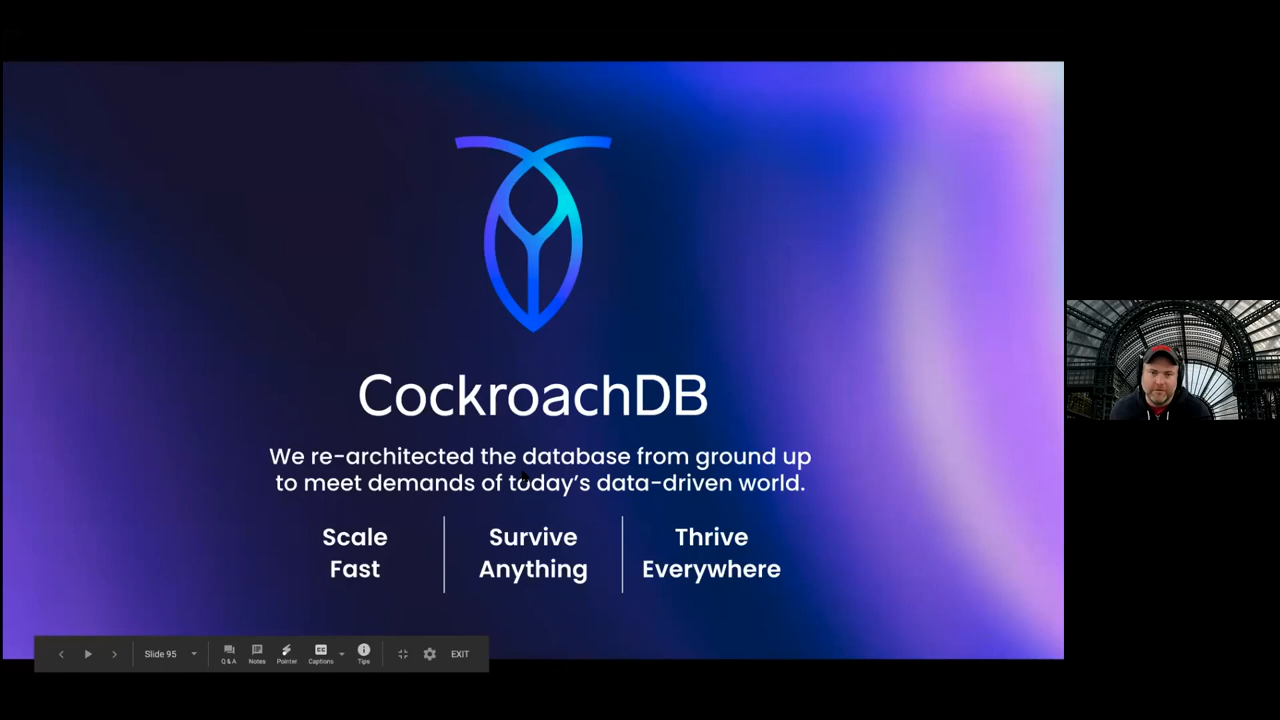 CockroachDB
We re-architected the database from ground up
to meet demands of today's data-driven world.
Scale
Fast
Survive
Anything
Thrive
Everywhere
Slide 95
Q & A
Notes
Pointer
CC
Captions
Tips
EXIT